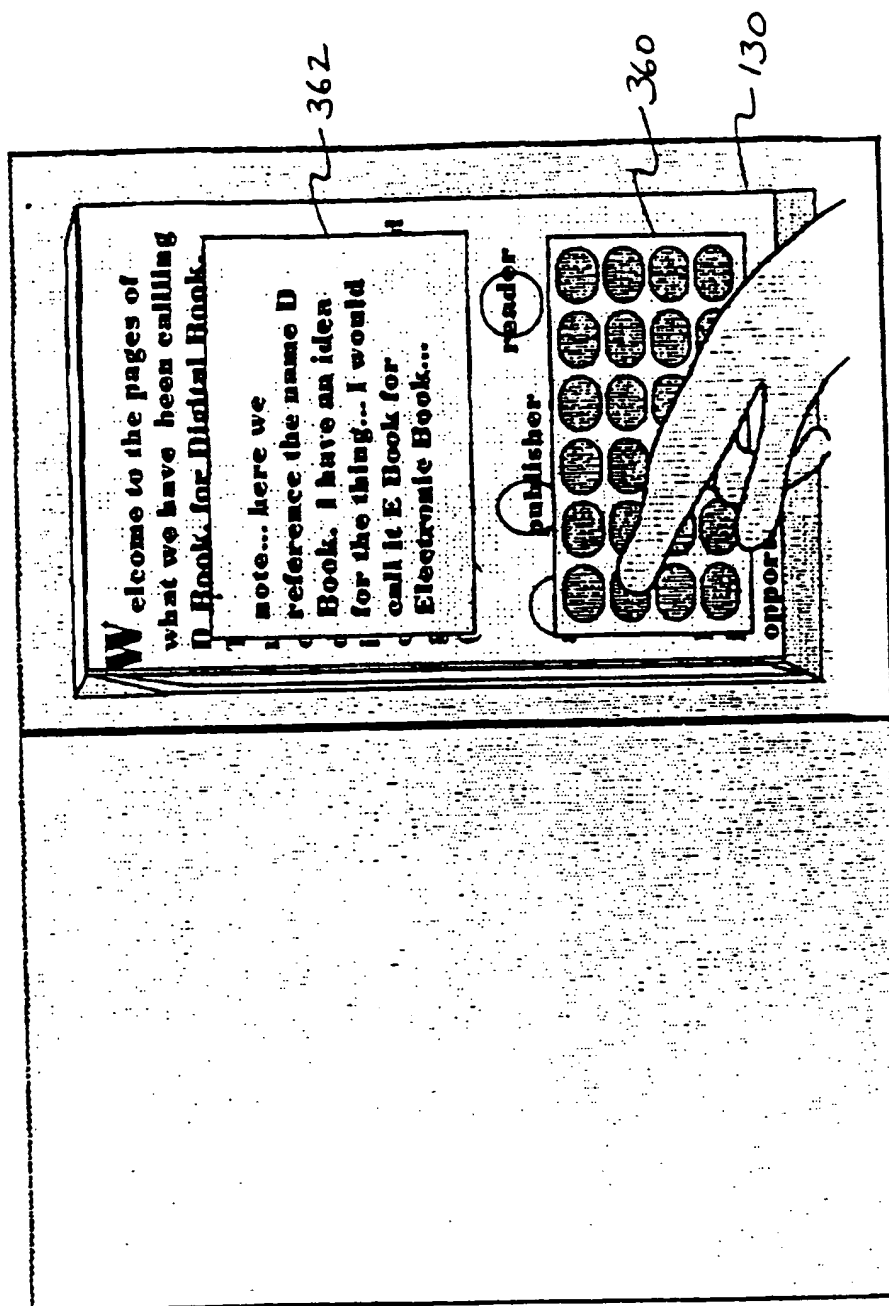 Welcome to the pages of
what we have been callling
D Book, for Digital Book.
note... here we
reference the name D
Book. I have an idea
for the thing... I would
call it E Book for
Electronic Book...
362
publisher reader
360
130